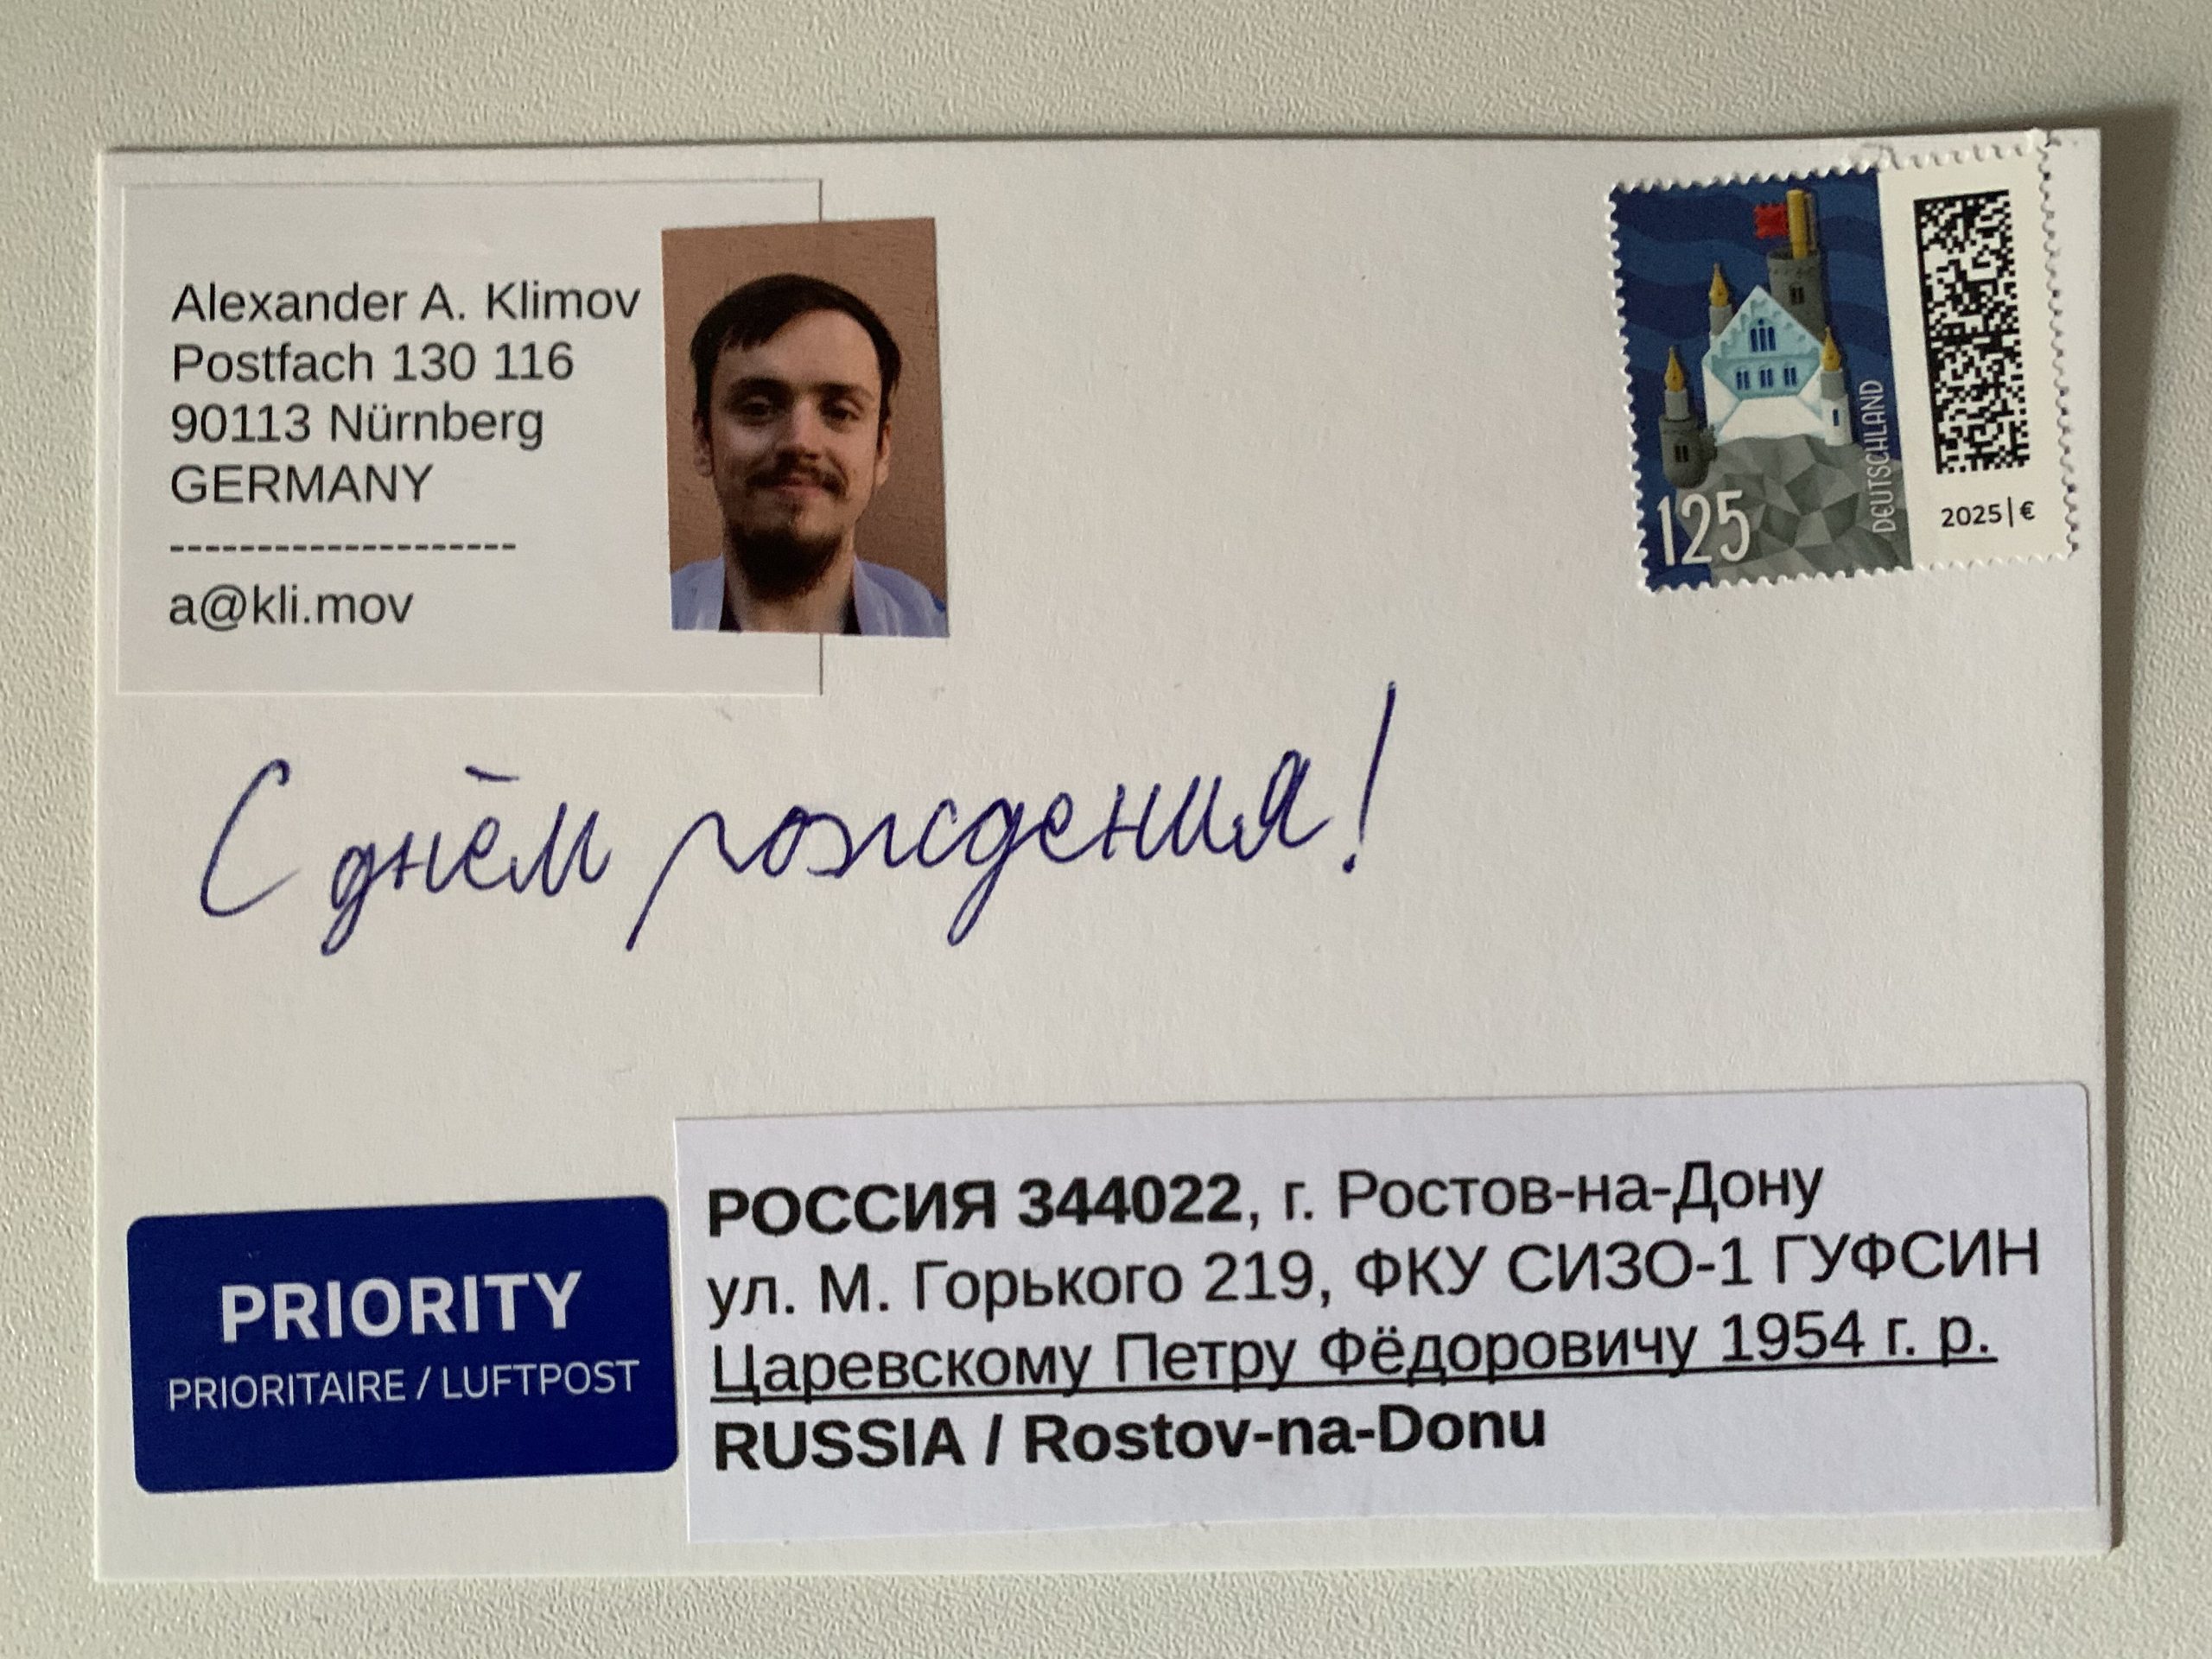 Alexander A. Klimov
Postfach 130 116
90113 Nürnberg
GERMANY
--------------------
a@kli.mov
125
DEUTSCHLAND
2025|€
С днём рождения!
PRIORITY
PRIORITAIRE / LUFTPOST
РОССИЯ 344022, г. Ростов-на-Дону
ул. М. Горького 219, ФКУ СИЗО-1 ГУФСИН
Царевскому Петру Фёдоровичу 1954 г. р.
RUSSIA / Rostov-na-Donu